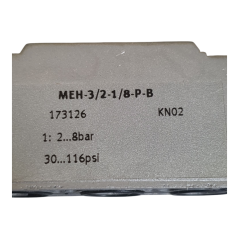 MEH-3/2-1/8-P-B
173126 KN02
1: 2...8bar
30...116psi